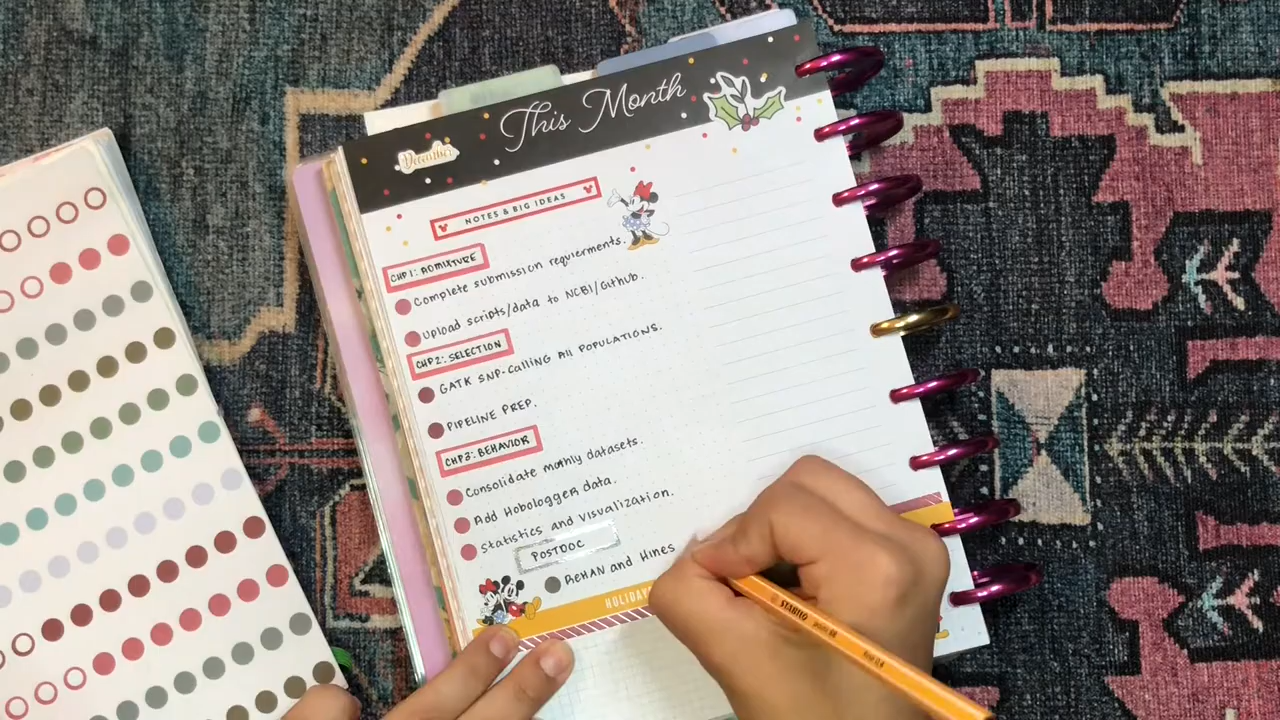 This Month
December
NOTES & BIG IDEAS
CHP1: ADMIXTURE
Complete submission requierments.
Upload scripts/data to NCBI/Github.
CHP2: SELECTION
GATK SNP-calling All POPULATIONS.
PIPELINE PREP.
CHP3: BEHAVIOR
Consolidate monthly datasets.
Add Hobologger data.
Statistics and Visualization.
POSTDOC
REHAN and Hines
HOLIDAY
STABILO